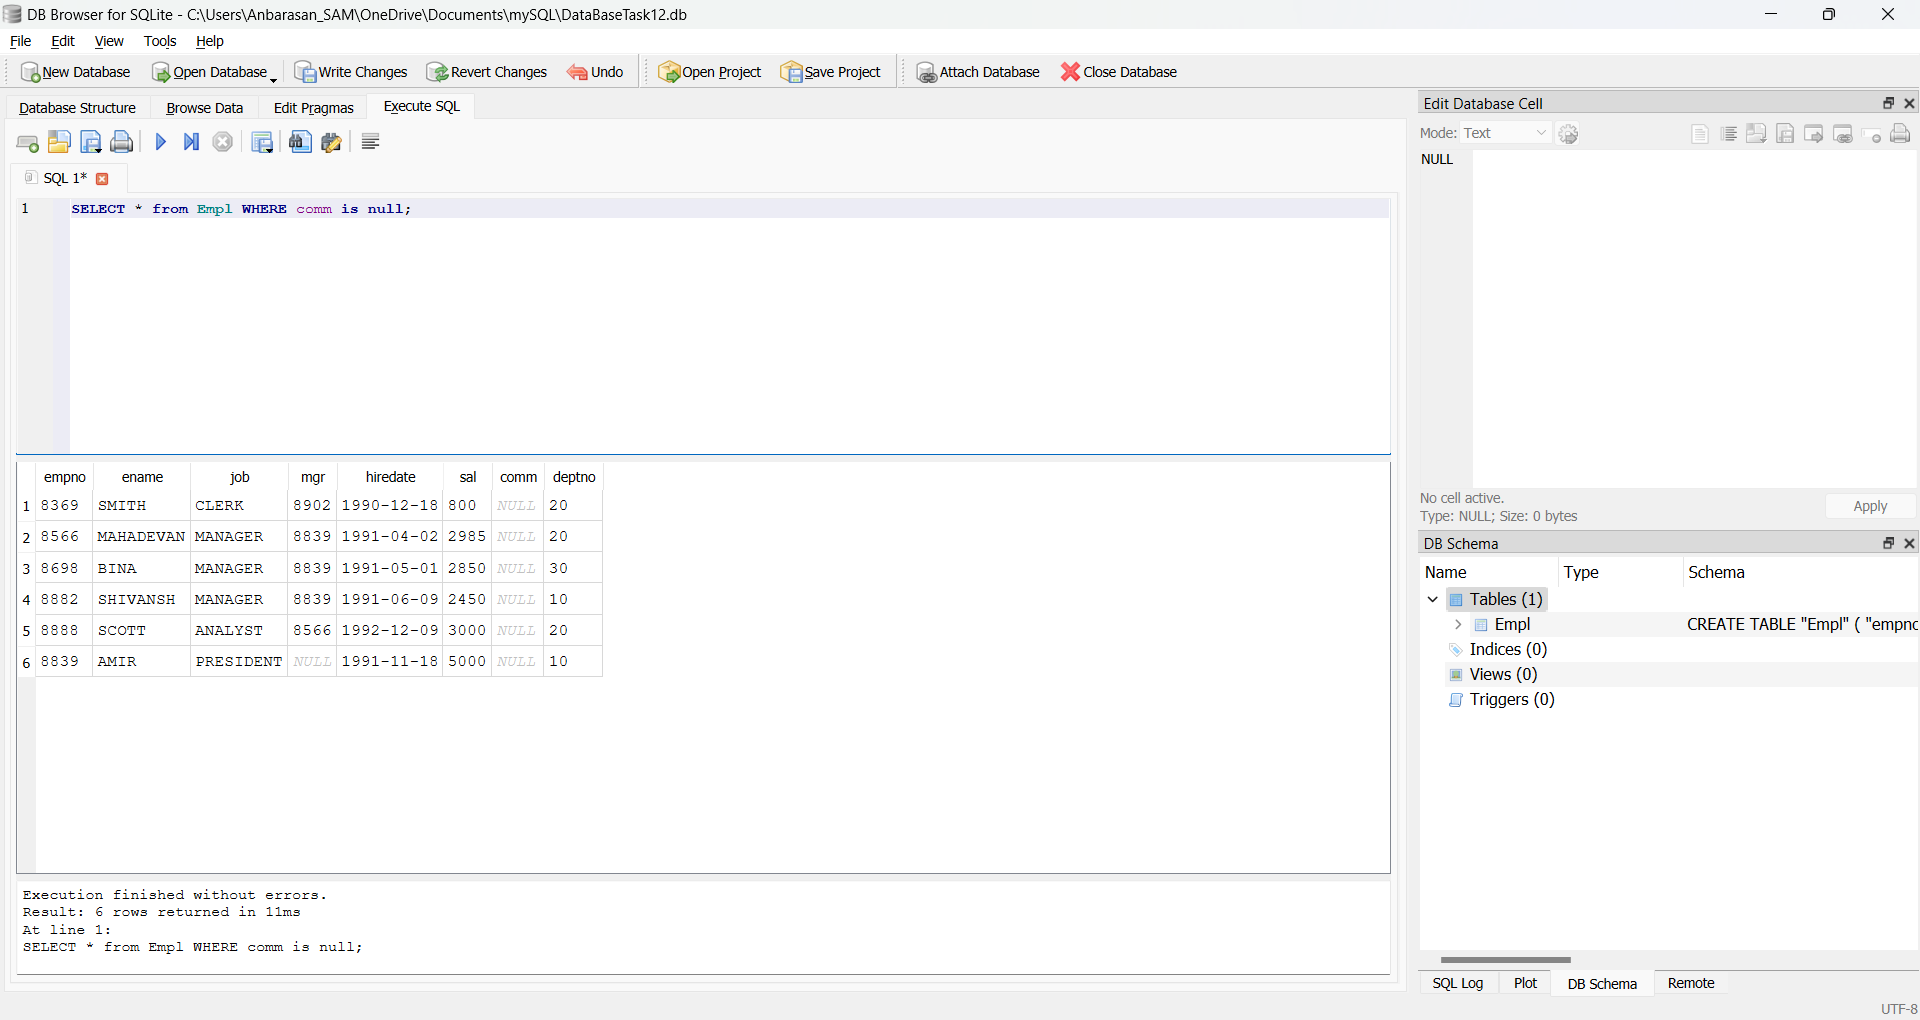 DB Browser for SQLite - C:\Users\Anbarasan_SAM\OneDrive\Documents\mySQL\DataBaseTask12.db
File Edit View Tools Help
New Database Open Database Write Changes Revert Changes Undo Open Project Save Project Attach Database Close Database
Database Structure Browse Data Edit Pragmas Execute SQL
SQL 1*
1 SELECT * from Empl WHERE comm is null;
empno ename job mgr hiredate sal comm deptno
1 8369 SMITH CLERK 8902 1990-12-18 800 NULL 20
2 8566 MAHADEVAN MANAGER 8839 1991-04-02 2985 NULL 20
3 8698 BINA MANAGER 8839 1991-05-01 2850 NULL 30
4 8882 SHIVANSH MANAGER 8839 1991-06-09 2450 NULL 10
5 8888 SCOTT ANALYST 8566 1992-12-09 3000 NULL 20
6 8839 AMIR PRESIDENT NULL 1991-11-18 5000 NULL 10
Execution finished without errors.
Result: 6 rows returned in 11ms
At line 1:
SELECT * from Empl WHERE comm is null;
Edit Database Cell
Mode: Text
NULL
No cell active.
Type: NULL; Size: 0 bytes
Apply
DB Schema
Name Type Schema
Tables (1)
Empl CREATE TABLE "Empl" ( "empno
Indices (0)
Views (0)
Triggers (0)
SQL Log Plot DB Schema Remote
UTF-8